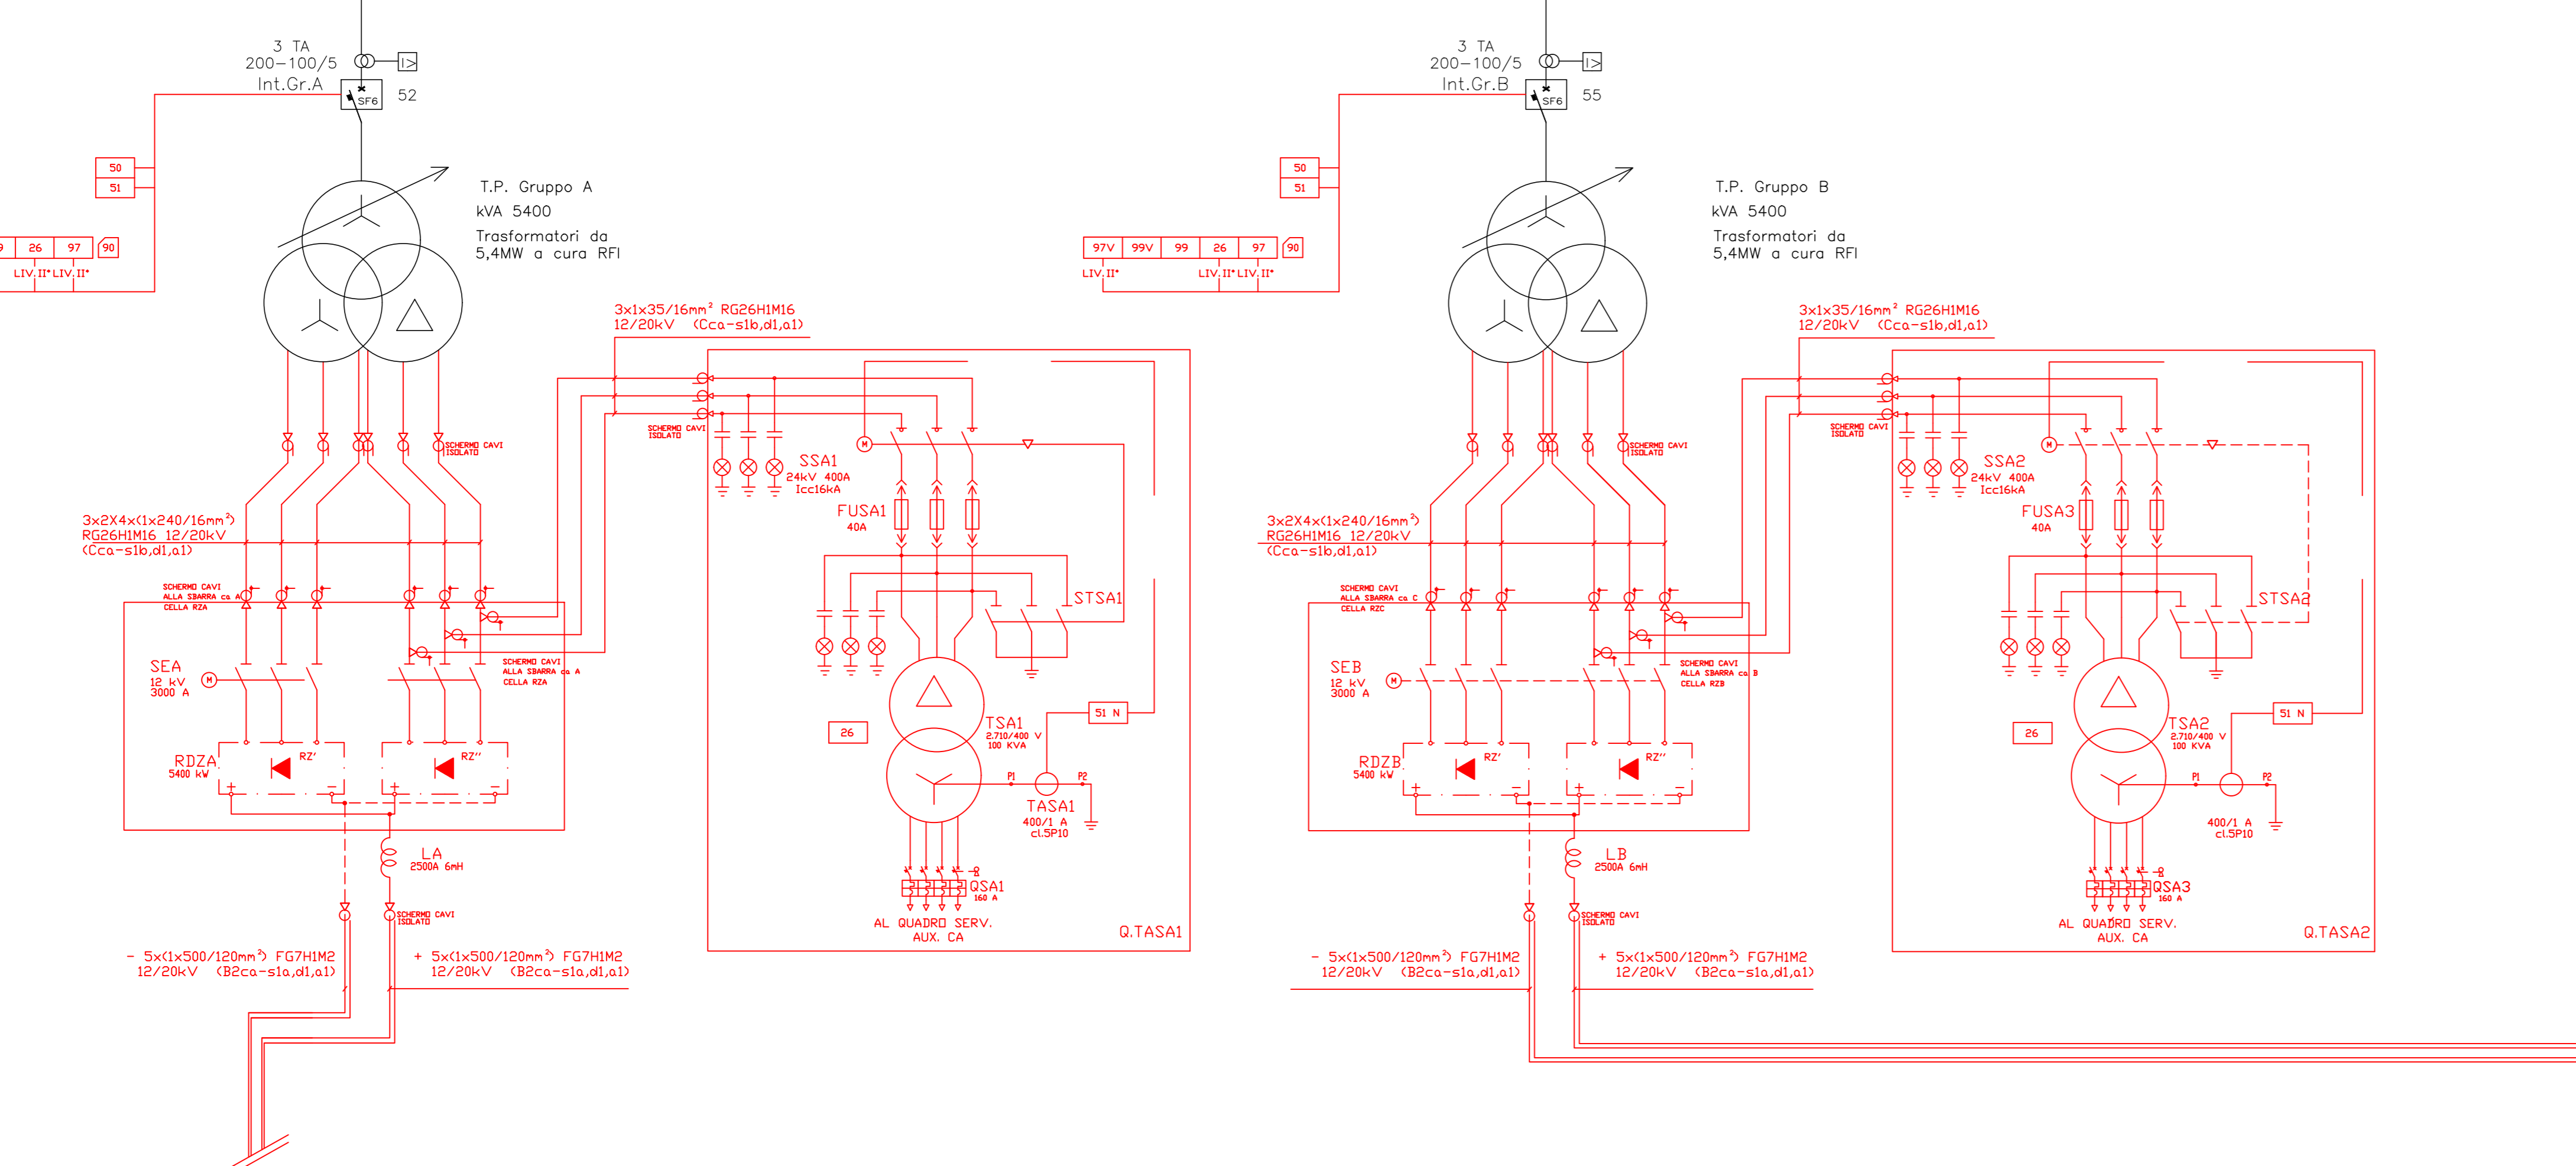 3 TA
200-100/5
Int.Gr.A
I>
SF6
52
50
51
9 26 97 90
LIV.II* LIV.II*
T.P. Gruppo A
kVA 5400
Trasformatori da
5,4MW a cura RFI
3x1x35/16mm² RG26H1M16
12/20kV (Cca-s1b,d1,a1)
SCHERMO CAVI
ISOLATO
SCHERMO CAVI
ISOLATO
M
SSA1
24kV 400A
Icc16kA
FUSA1
40A
3x2X4x(1x240/16mm²)
RG26H1M16 12/20kV
(Cca-s1b,d1,a1)
SCHERMO CAVI
ALLA SBARRA ca A
CELLA RZA
STSA1
SEA
12 kV
3000 A
M
SCHERMO CAVI
ALLA SBARRA ca A
CELLA RZA
RDZA
5400 kW
RZ'
RZ''
+ - + -
26
TSA1
2.710/400 V
100 KVA
51 N
P1 P2
TASA1
400/1 A
cl.5P10
LA
2500A 6mH
QSA1
160 A
SCHERMO CAVI
ISOLATO
AL QUADRO SERV.
AUX. CA
Q.TASA1
- 5x(1x500/120mm²) FG7H1M2
12/20kV (B2ca-s1a,d1,a1)
+ 5x(1x500/120mm²) FG7H1M2
12/20kV (B2ca-s1a,d1,a1)
3 TA
200-100/5
Int.Gr.B
I>
SF6
55
50
51
97V 99V 99 26 97 90
LIV.II* LIV.II* LIV.II*
T.P. Gruppo B
kVA 5400
Trasformatori da
5,4MW a cura RFI
3x1x35/16mm² RG26H1M16
12/20kV (Cca-s1b,d1,a1)
SCHERMO CAVI
ISOLATO
SCHERMO CAVI
ISOLATO
M
SSA2
24kV 400A
Icc16kA
FUSA3
40A
3x2X4x(1x240/16mm²)
RG26H1M16 12/20kV
(Cca-s1b,d1,a1)
SCHERMO CAVI
ALLA SBARRA ca C
CELLA RZC
STSA2
SEB
12 kV
3000 A
M
SCHERMO CAVI
ALLA SBARRA ca B
CELLA RZB
RDZB
5400 kW
RZ'
RZ''
+ - + -
26
TSA2
2.710/400 V
100 KVA
51 N
P1 P2
400/1 A
cl.5P10
LB
2500A 6mH
QSA3
160 A
SCHERMO CAVI
ISOLATO
AL QUADRO SERV.
AUX. CA
Q.TASA2
- 5x(1x500/120mm²) FG7H1M2
12/20kV (B2ca-s1a,d1,a1)
+ 5x(1x500/120mm²) FG7H1M2
12/20kV (B2ca-s1a,d1,a1)